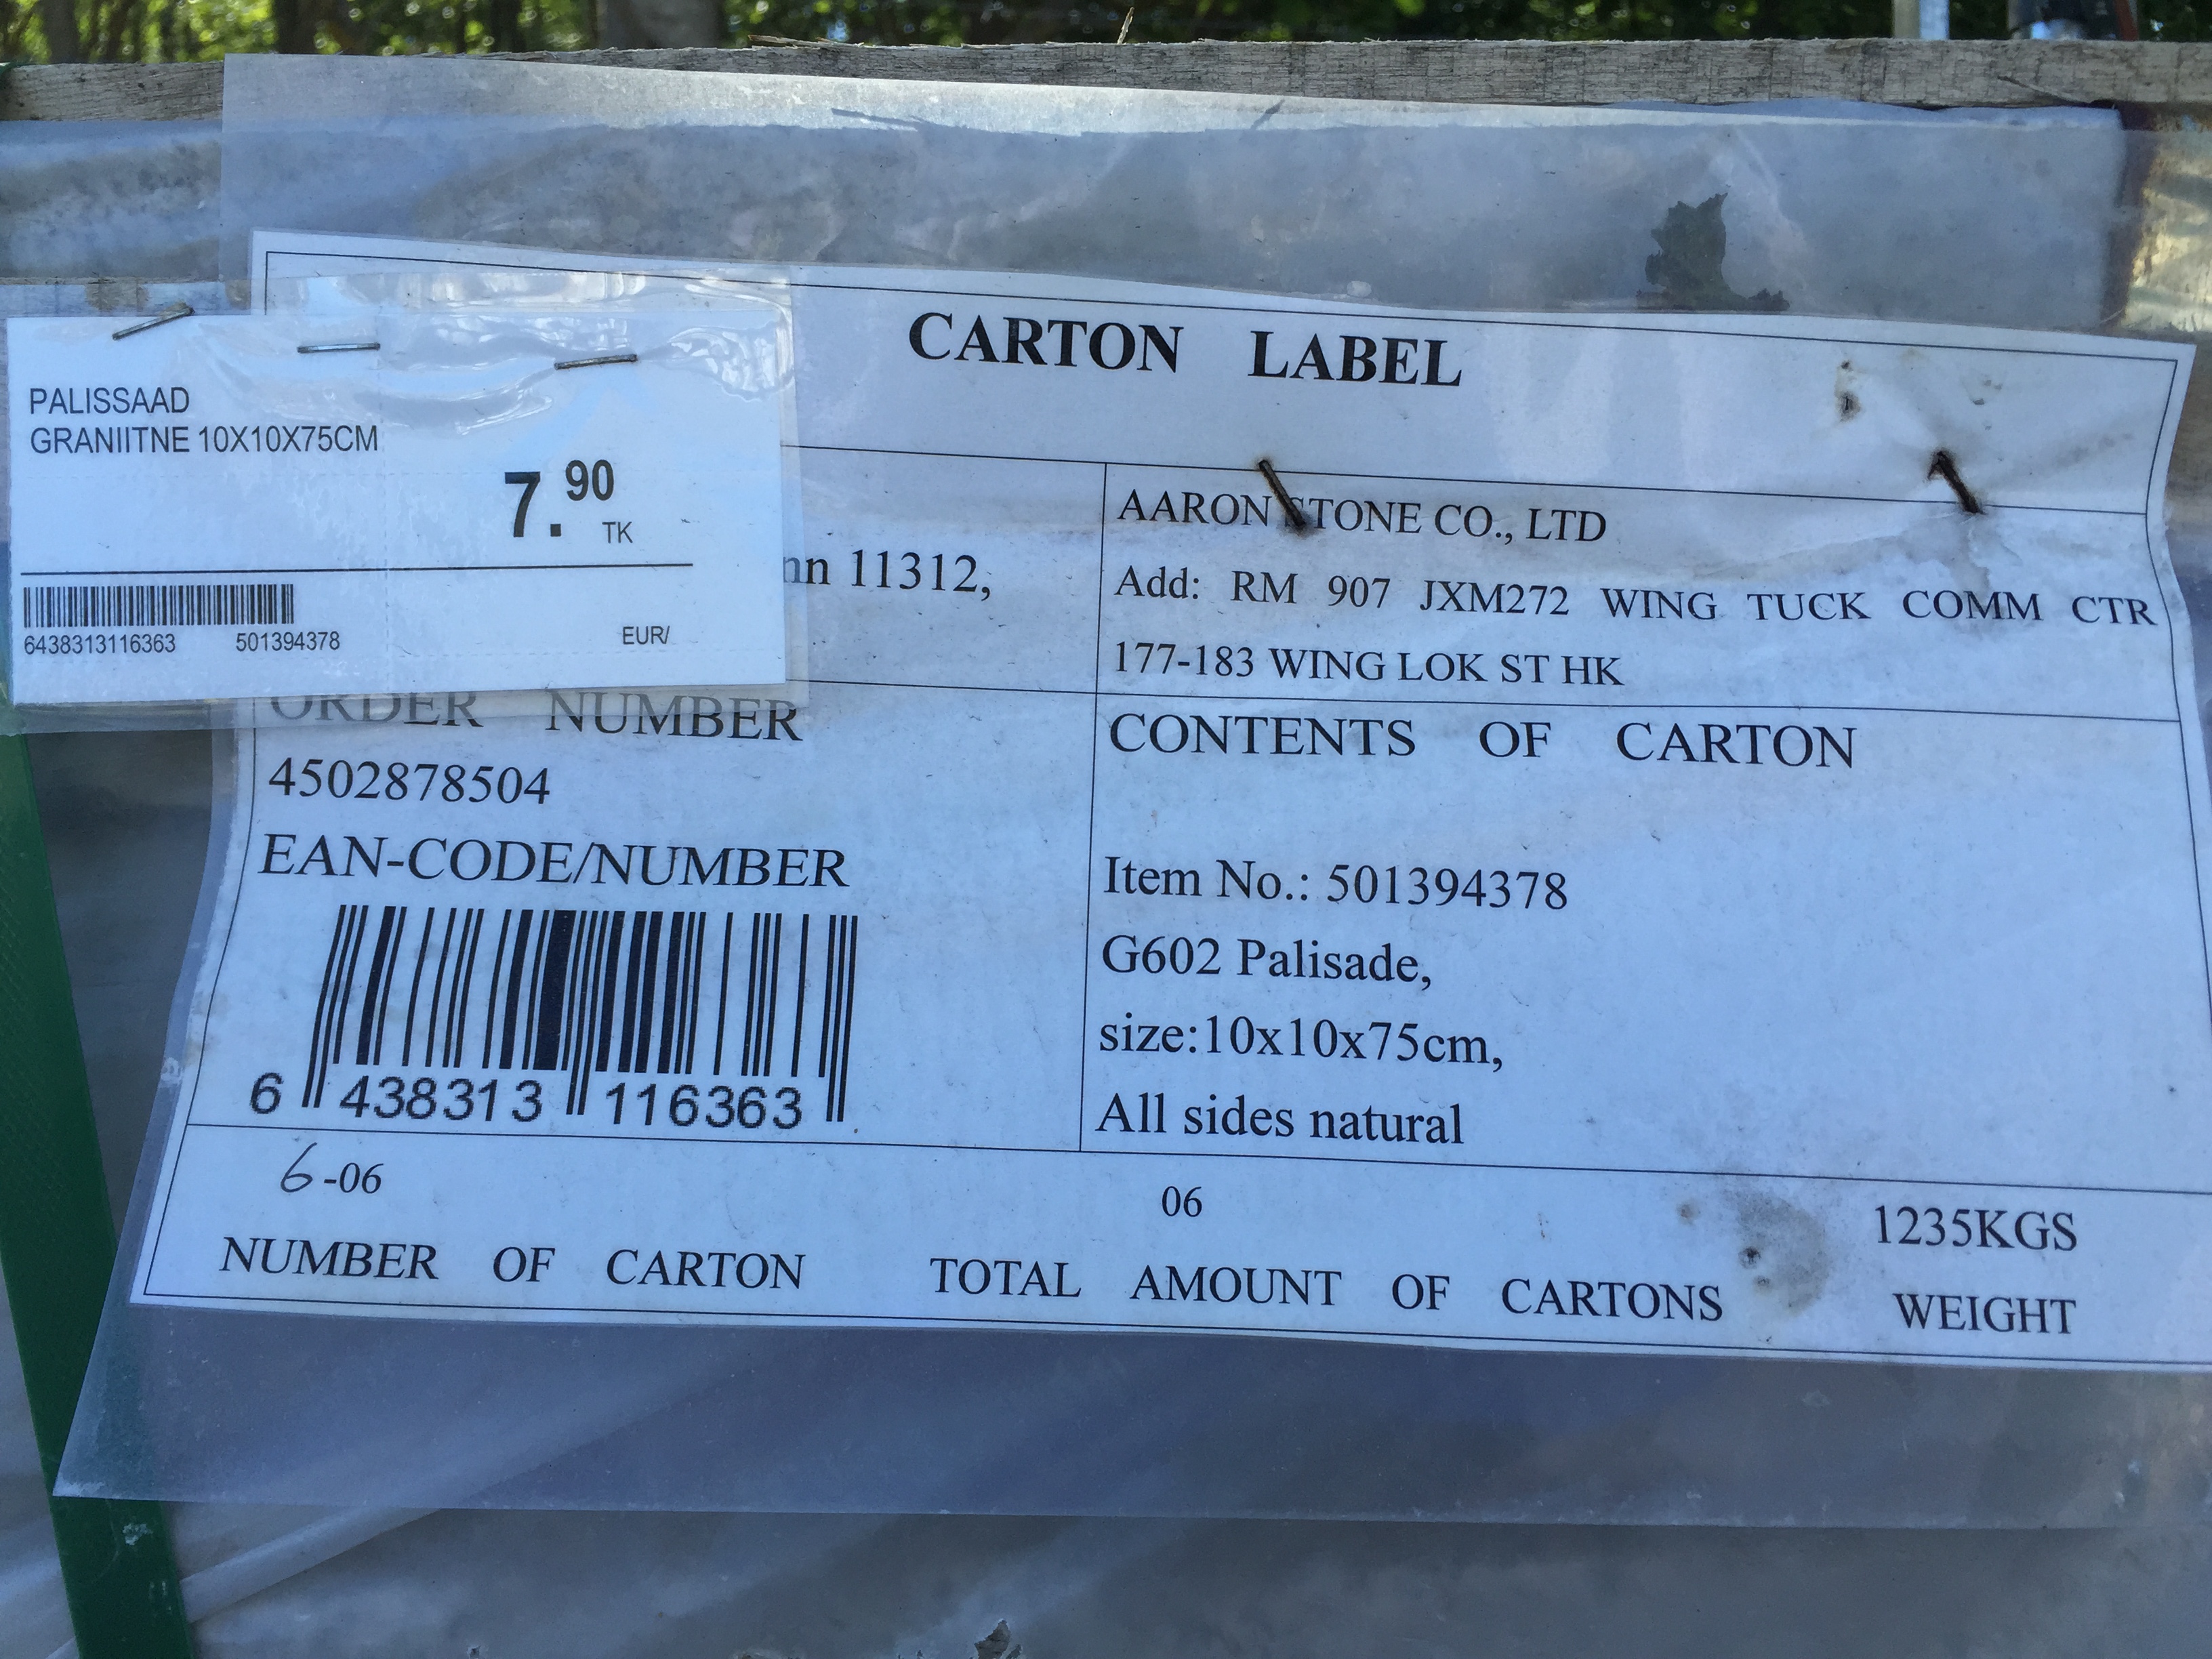 PALISSAAD
GRANIITNE 10X10X75CM
7.90
TK
6438313116363 501394378 EUR/
CARTON LABEL
11312,
AARON STONE CO., LTD
Add: RM 907 JXM272 WING TUCK COMM CTR
177-183 WING LOK ST HK
ORDER NUMBER
4502878504
EAN-CODE/NUMBER
6 438313 116363
CONTENTS OF CARTON
Item No.: 501394378
G602 Palisade,
size:10x10x75cm,
All sides natural
6-06
NUMBER OF CARTON
06
TOTAL AMOUNT OF CARTONS
1235KGS
WEIGHT